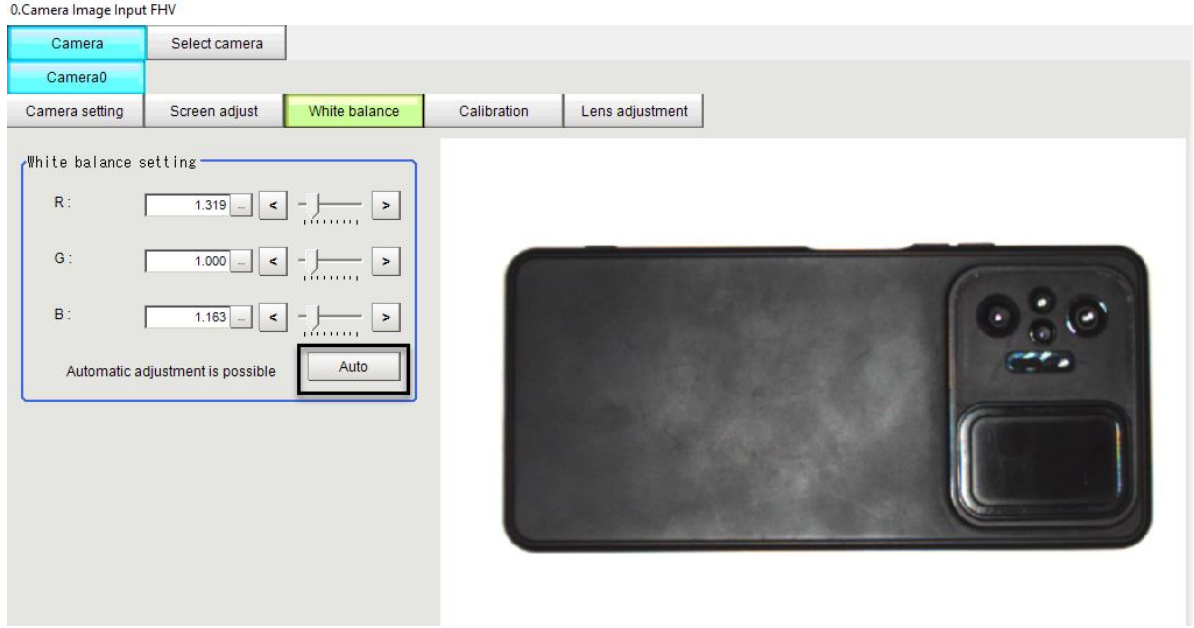 0.Camera Image Input FHV
Camera Select camera
Camera0
Camera setting Screen adjust White balance Calibration Lens adjustment
White balance setting
R: 1.319 ... < >
G: 1.000 ... < >
B: 1.163 ... < >
Automatic adjustment is possible Auto